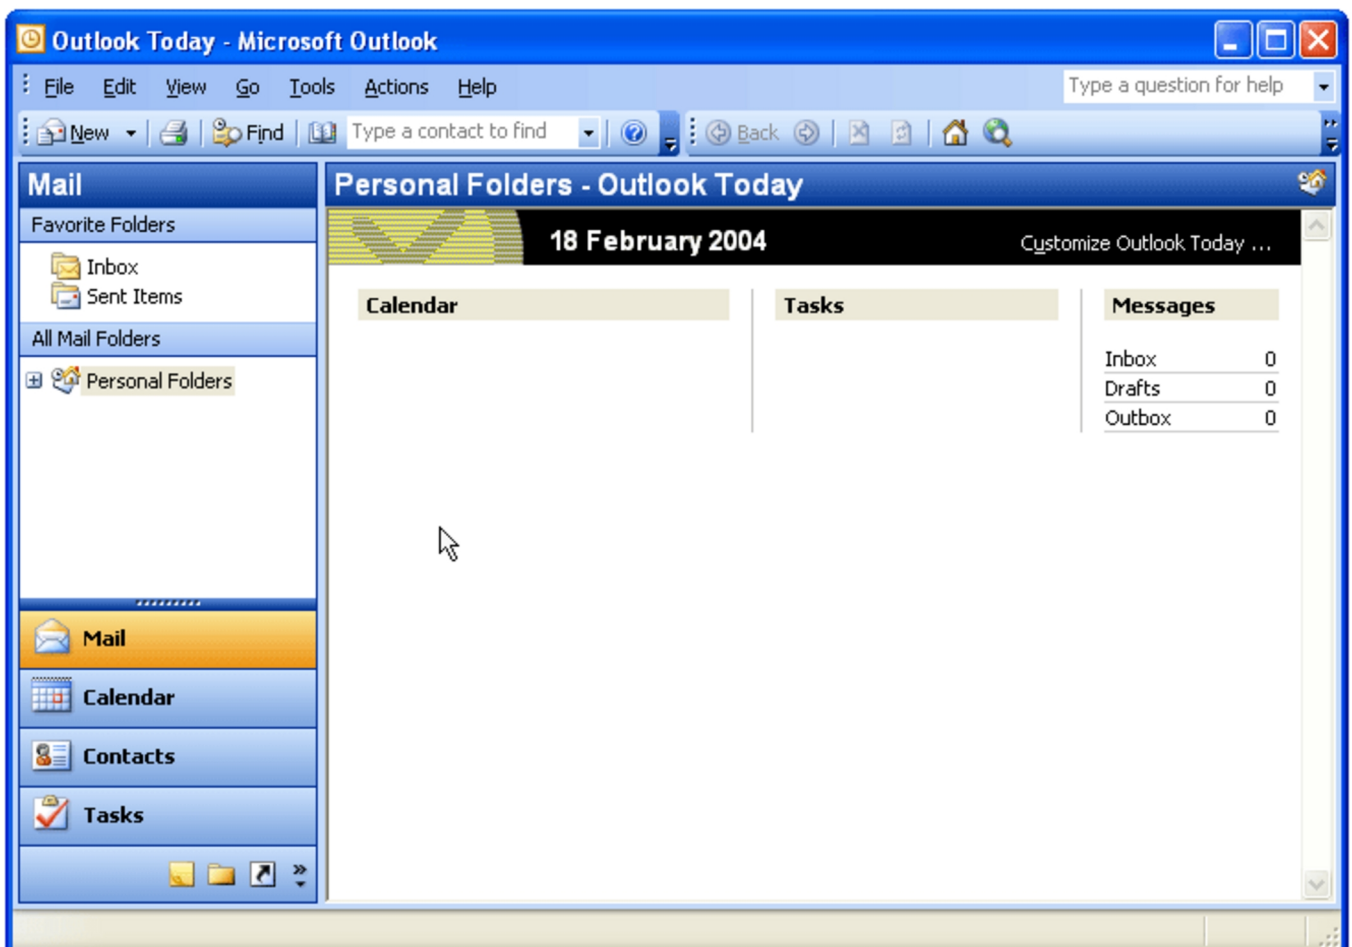 Outlook Today - Microsoft Outlook
File Edit View Go Tools Actions Help Type a question for help
New Find Type a contact to find Back
Mail
Favorite Folders
Inbox
Sent Items
All Mail Folders
Personal Folders
Mail
Calendar
Contacts
Tasks
Personal Folders - Outlook Today
18 February 2004 Customize Outlook Today ...
Calendar Tasks Messages
Inbox 0
Drafts 0
Outbox 0